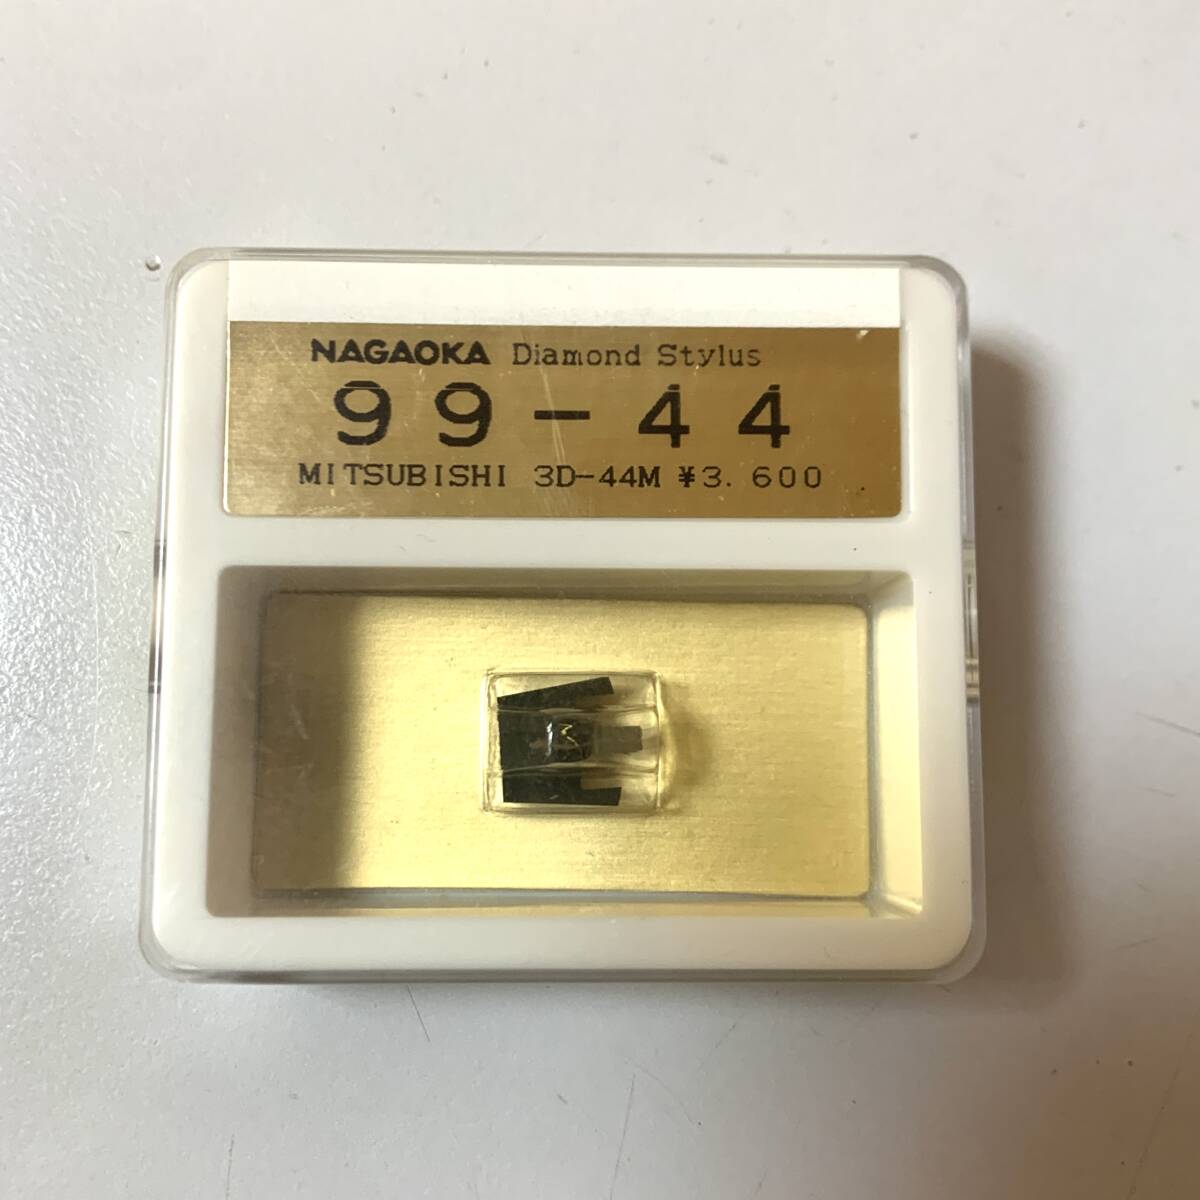 NAGAOKA Diamond Stylus
99-44
MITSUBISHI 3D-44M ¥3.600